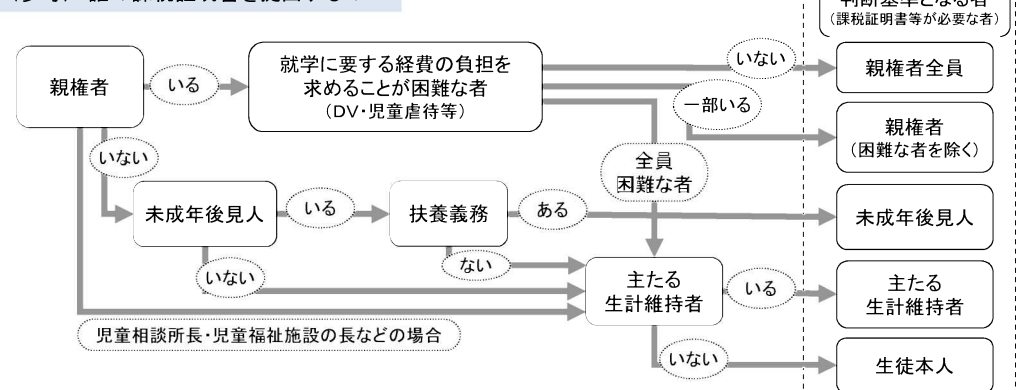 判断基準となる者
(課税証明書等が必要な者)
親権者
いる
就学に要する経費の負担を
求めることが困難な者
(DV・児童虐待等)
いない
親権者全員
一部いる
親権者
(困難な者を除く)
いない
全員
困難な者
未成年後見人
いる
扶養義務
ある
未成年後見人
いない
ない
主たる
生計維持者
いる
主たる
生計維持者
児童相談所長・児童福祉施設の長などの場合
いない
生徒本人